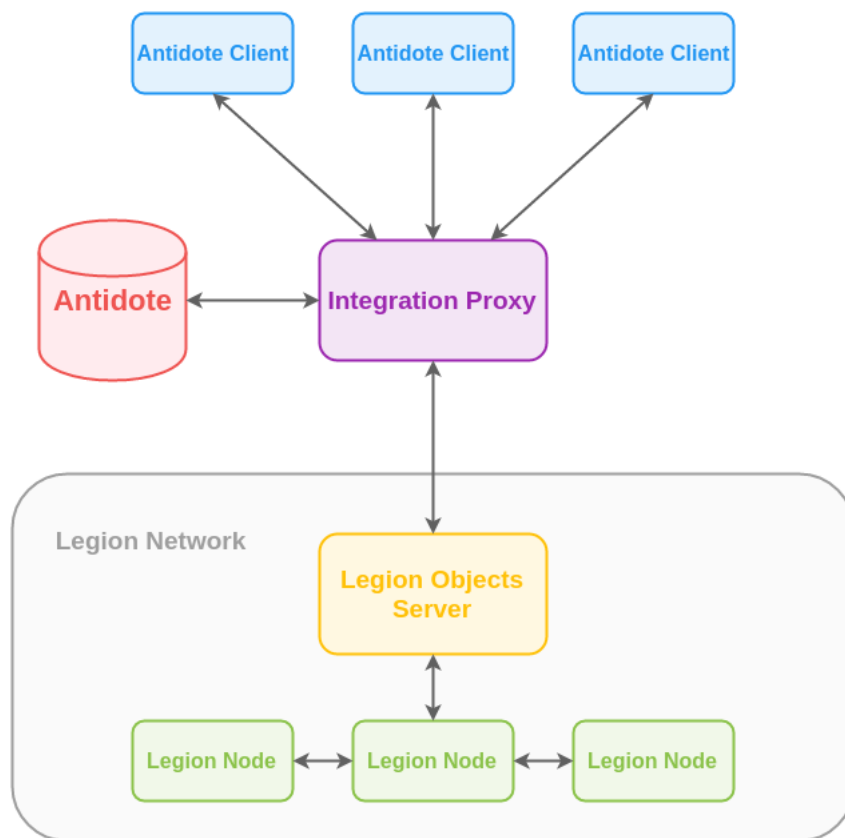 Antidote Client
Antidote Client
Antidote Client
Antidote
Integration Proxy
Legion Network
Legion Objects
Server
Legion Node
Legion Node
Legion Node